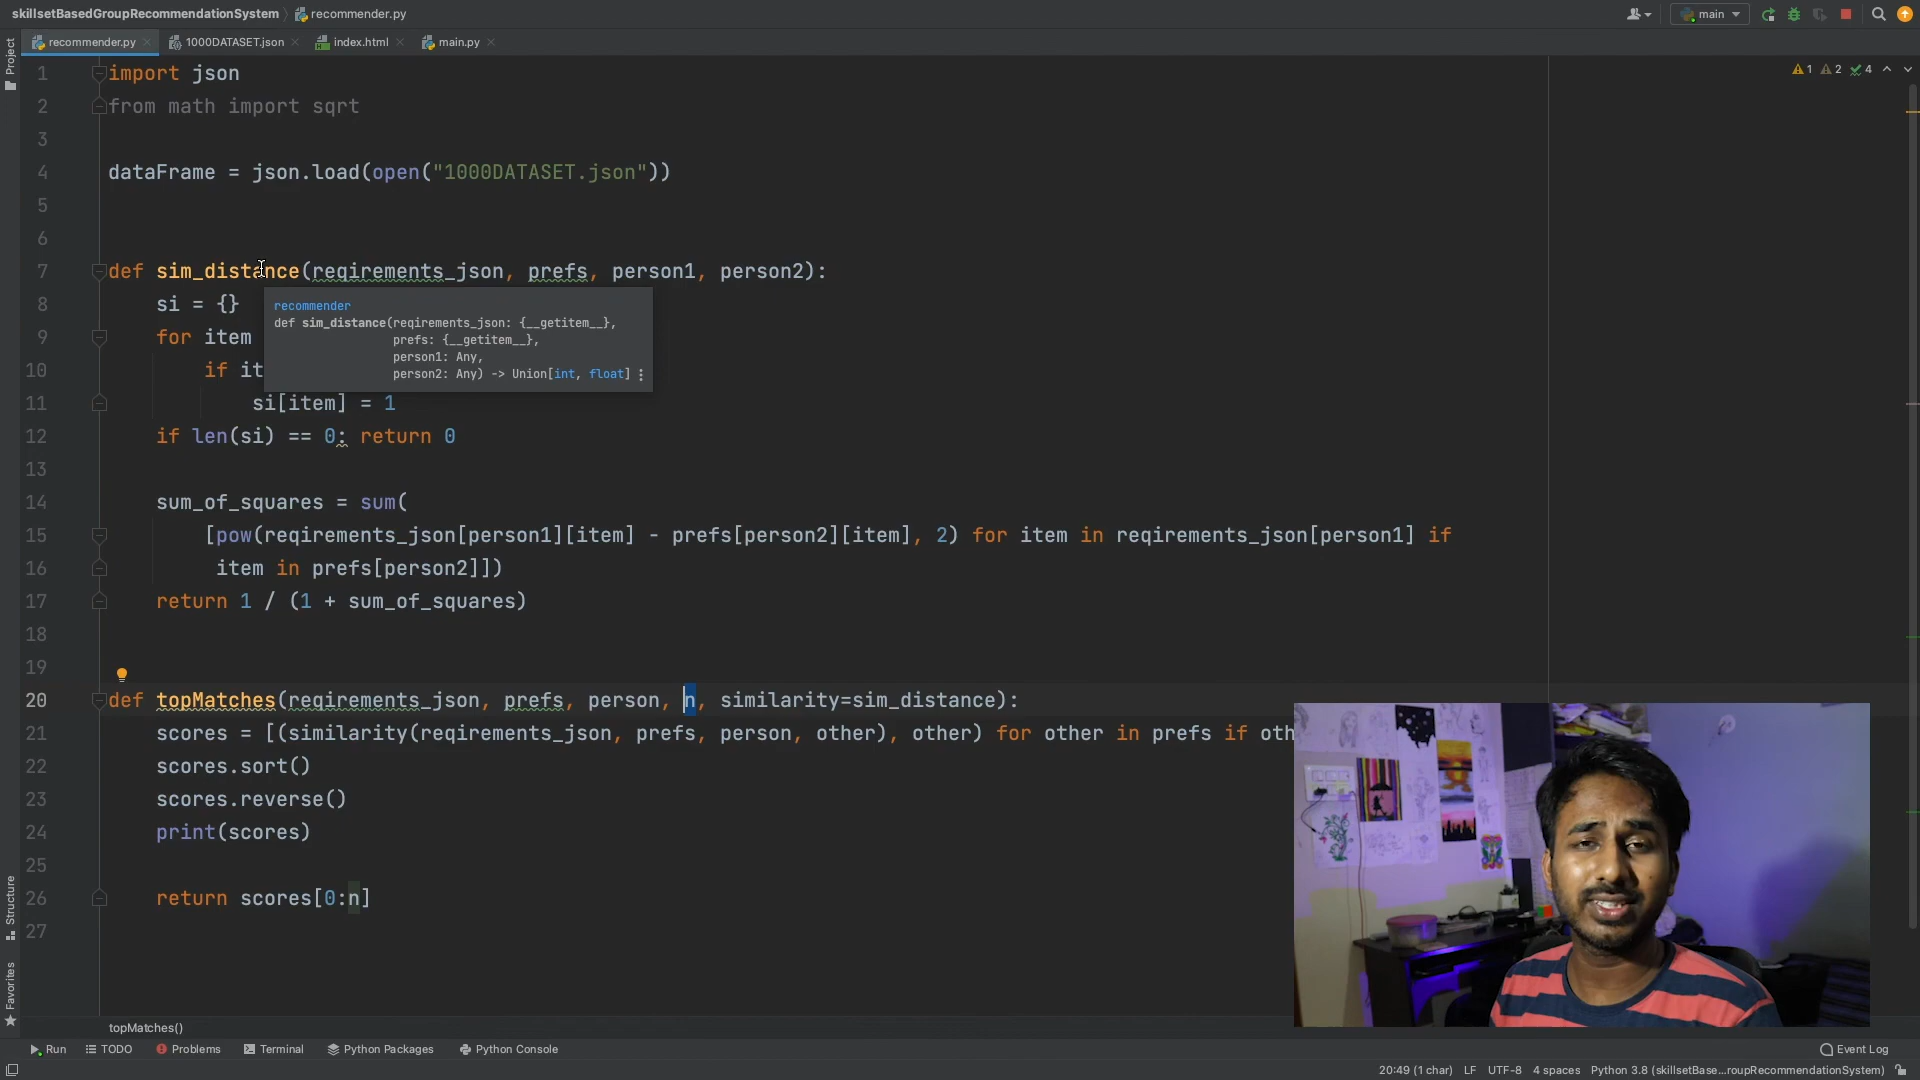 skillsetBasedGroupRecommendationSystem recommender.py
main
Project
recommender.py 1000DATASET.json index.html main.py
1 2 4
1 import json
2 from math import sqrt
3
4 dataFrame = json.load(open("1000DATASET.json"))
5
6
7 def sim_distance(reqirements_json, prefs, person1, person2):
8 si = {}
recommender
9 for item
def sim_distance(reqirements_json: {__getitem__},
prefs: {__getitem__},
person1: Any,
10 if it
person2: Any) -> Union[int, float]
11 si[item] = 1
12 if len(si) == 0: return 0
13
14 sum_of_squares = sum(
15 [pow(reqirements_json[person1][item] - prefs[person2][item], 2) for item in reqirements_json[person1] if
16 item in prefs[person2]])
17 return 1 / (1 + sum_of_squares)
18
19
20 def topMatches(reqirements_json, prefs, person, n, similarity=sim_distance):
21 scores = [(similarity(reqirements_json, prefs, person, other), other) for other in prefs if oth
22 scores.sort()
23 scores.reverse()
24 print(scores)
25
26 return scores[0:n]
27
Structure
Favorites
topMatches()
Run TODO Problems Terminal Python Packages Python Console Event Log
20:49 (1 char) LF UTF-8 4 spaces Python 3.8 (skillsetBase...roupRecommendationSystem)